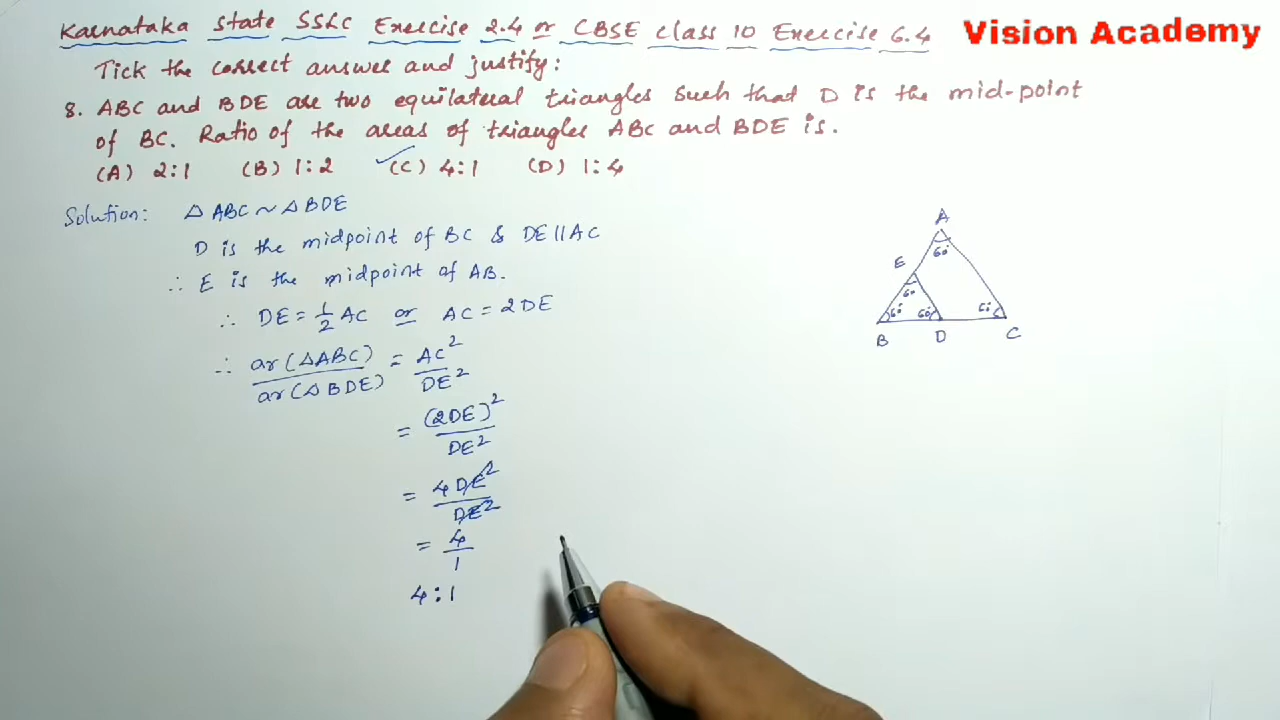 Karnataka State SSLC Exercise 2.4 or CBSE class 10 Exercise 6.4
Vision Academy
Tick the correct answer and justify:
8. ABC and BDE are two equilateral triangles such that D is the mid-point
of BC. Ratio of the areas of triangles ABC and BDE is.
(A) 2:1 (B) 1:2 ✓(C) 4:1 (D) 1:4
Solution: △ ABC ~ △ BDE
D is the midpoint of BC & DE || AC
∴ E is the midpoint of AB.
∴ DE = 1/2 AC or AC = 2DE
∴ ar(△ABC)/ar(△BDE) = AC²/DE²
= (2DE)²/DE²
= 4DE²/DE²
= 4/1
4:1
A
60°
E
60
60° 60° 60°
B D C